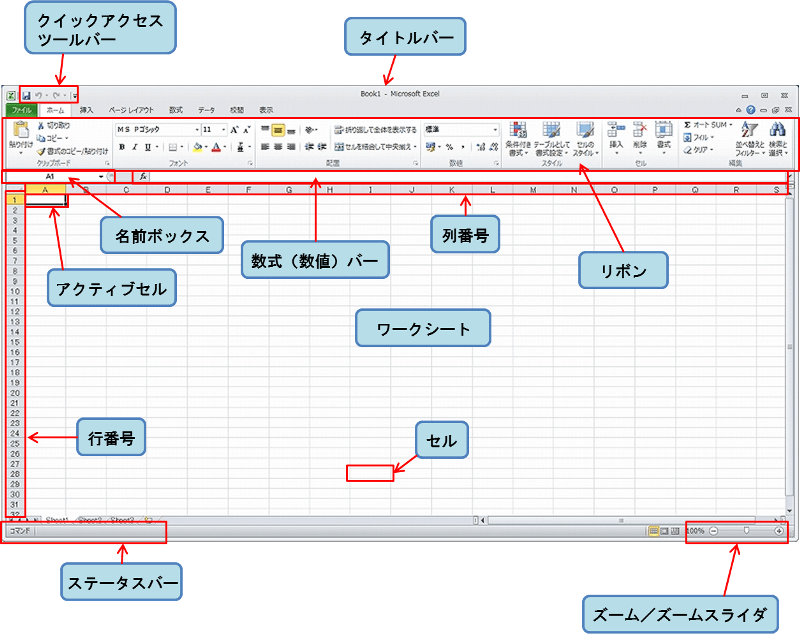 クイックアクセス
ツールバー
タイトルバー
Book1 - Microsoft Excel
ファイル ホーム 挿入 ページ レイアウト 数式 データ 校閲 表示
貼り付け
切り取り
コピー
書式のコピー/貼り付け
クリップボード
MS Pゴシック 11
B I U
フォント
折り返して全体を表示する
セルを結合して中央揃え
配置
標準
%
数値
条件付き
書式
テーブルとして
書式設定
セルの
スタイル
スタイル
挿入 削除 書式
セル
Σ オート SUM
フィル
クリア
並べ替えと
フィルター
検索と
選択
編集
A1 fx
A B C D E F G H I J K L M N O P Q R S
1
2
3
4
5
6
7
8
9
10
11
12
13
14
15
16
17
18
19
20
21
22
23
24
25
26
27
28
29
30
31
32
名前ボックス
数式（数値）バー
列番号
リボン
アクティブセル
ワークシート
行番号
セル
Sheet1 Sheet2 Sheet3
コマンド
100%
ステータスバー
ズーム／ズームスライダ